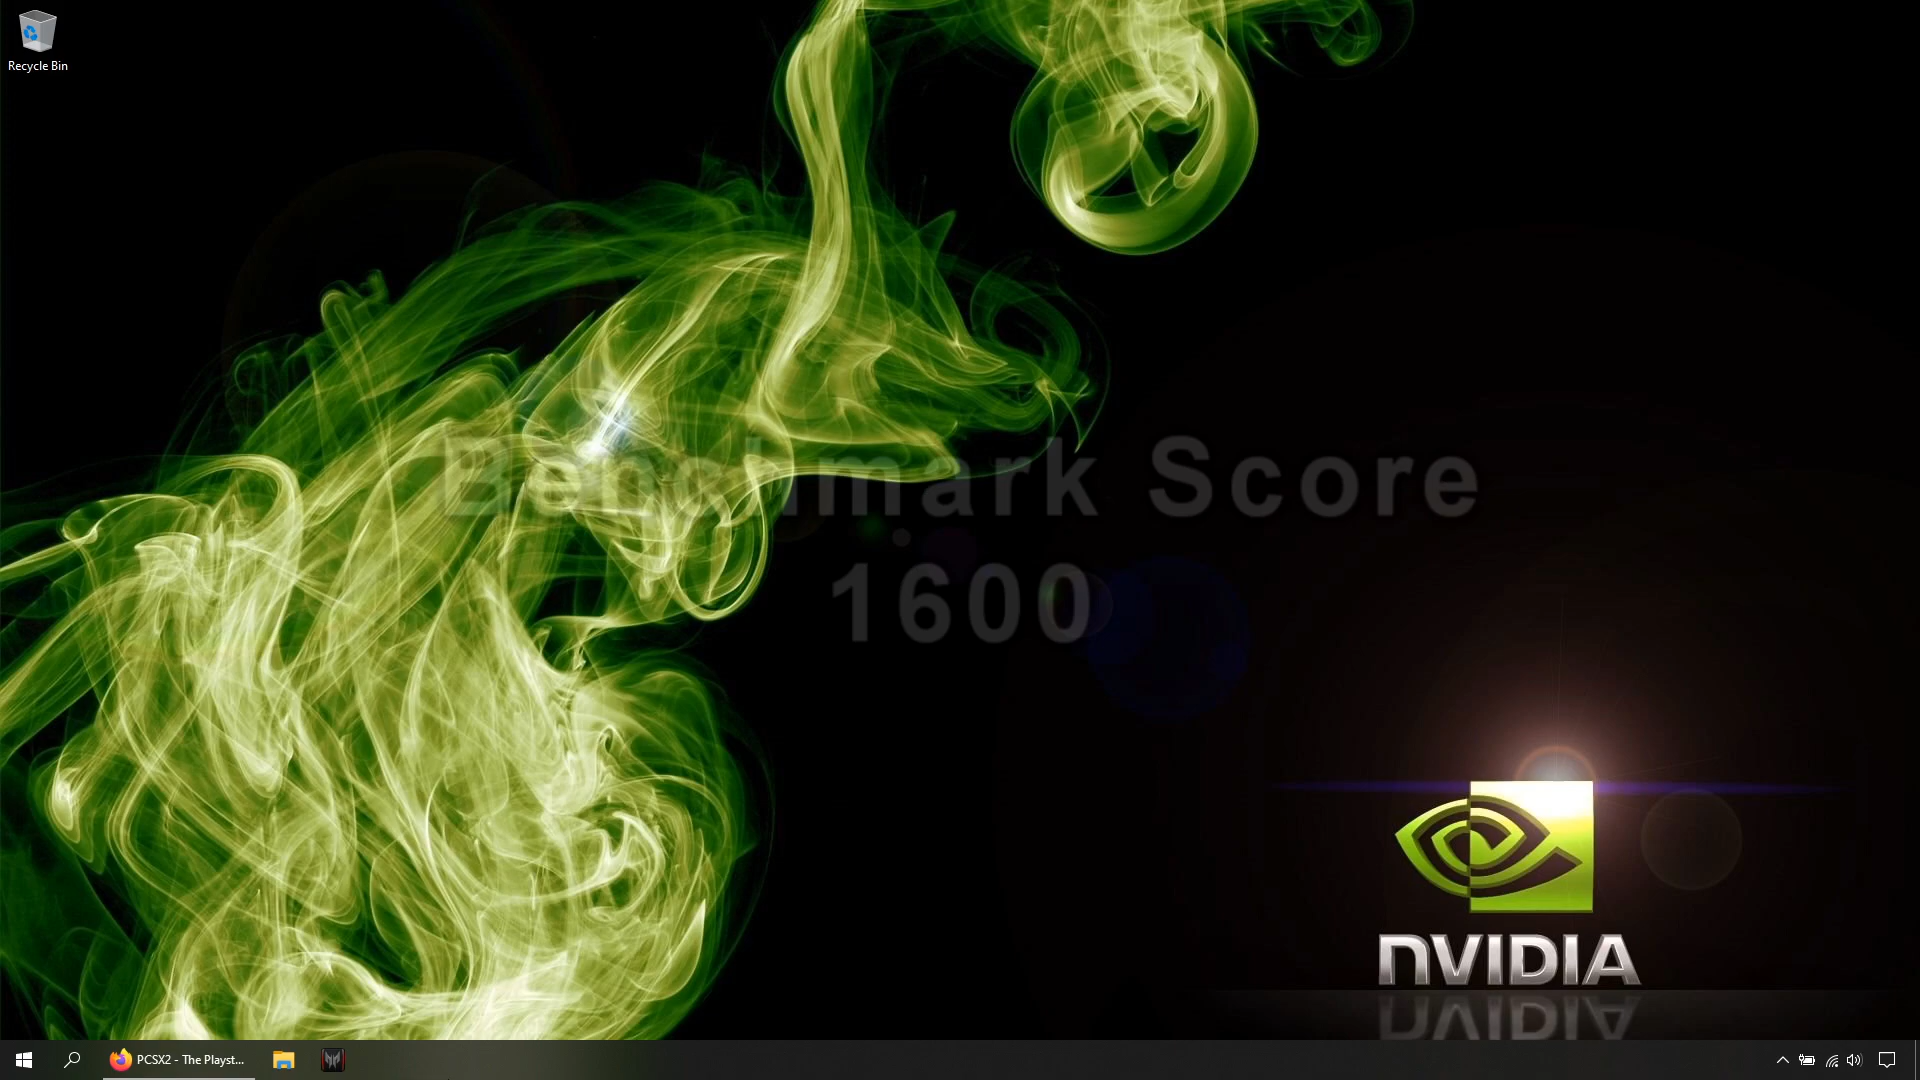 Recycle Bin
Benchmark Score
1600
NVIDIA
PCSX2 - The Playst...